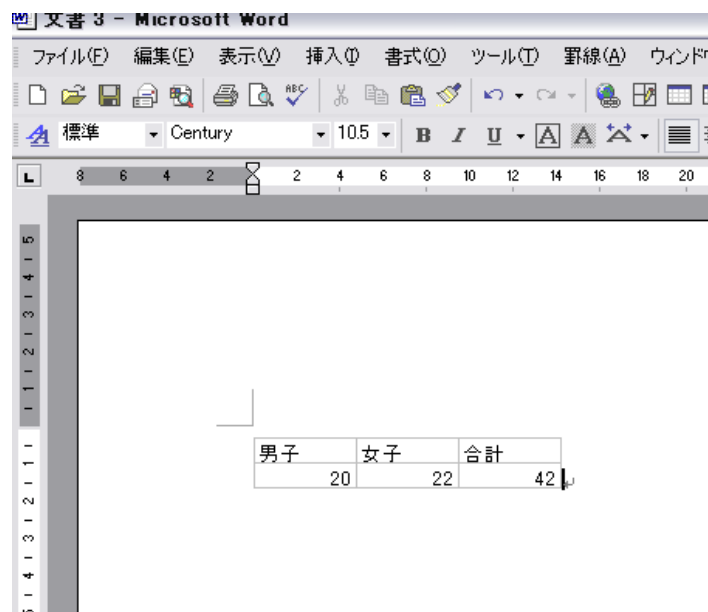 文書 3 - Microsoft Word
ファイル(F) 編集(E) 表示(V) 挿入(I) 書式(O) ツール(T) 罫線(A) ウィンドウ
ABC
標準 Century 10.5 B I U A A
L 8 6 4 2 2 4 6 8 10 12 14 16 18 20
男子 女子 合計
20 22 42